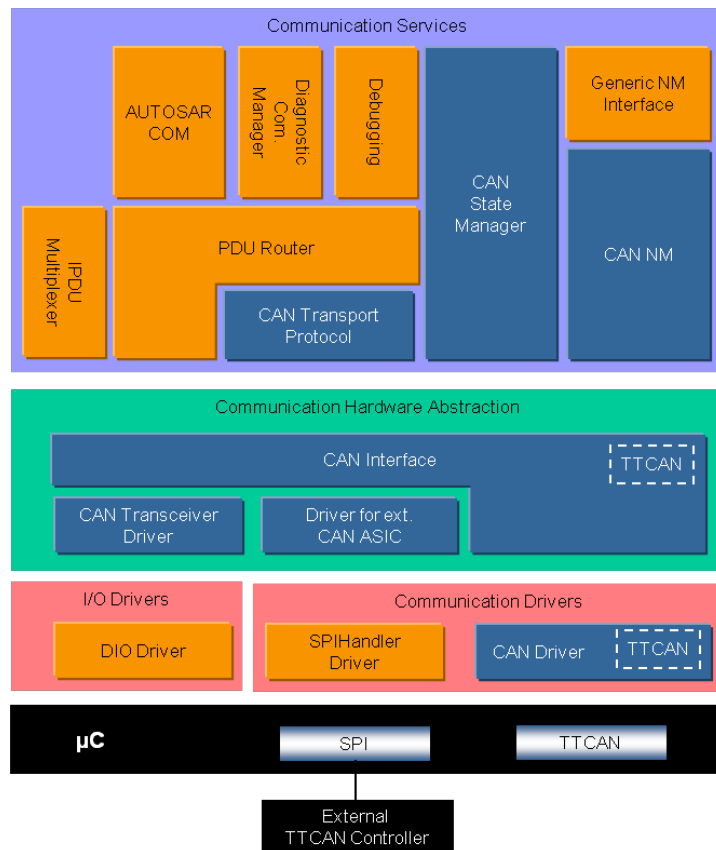 Communication Services
AUTOSAR
COM
Diagnostic
Com.
Manager
Debugging
CAN
State
Manager
Generic NM
Interface
IPDU
Multiplexer
PDU Router
CAN Transport
Protocol
CAN NM
Communication Hardware Abstraction
CAN Interface
TTCAN
CAN Transceiver
Driver
Driver for ext.
CAN ASIC
I/O Drivers
Communication Drivers
DIO Driver
SPIHandler
Driver
CAN Driver
TTCAN
µC
SPI
TTCAN
External
TTCAN Controller